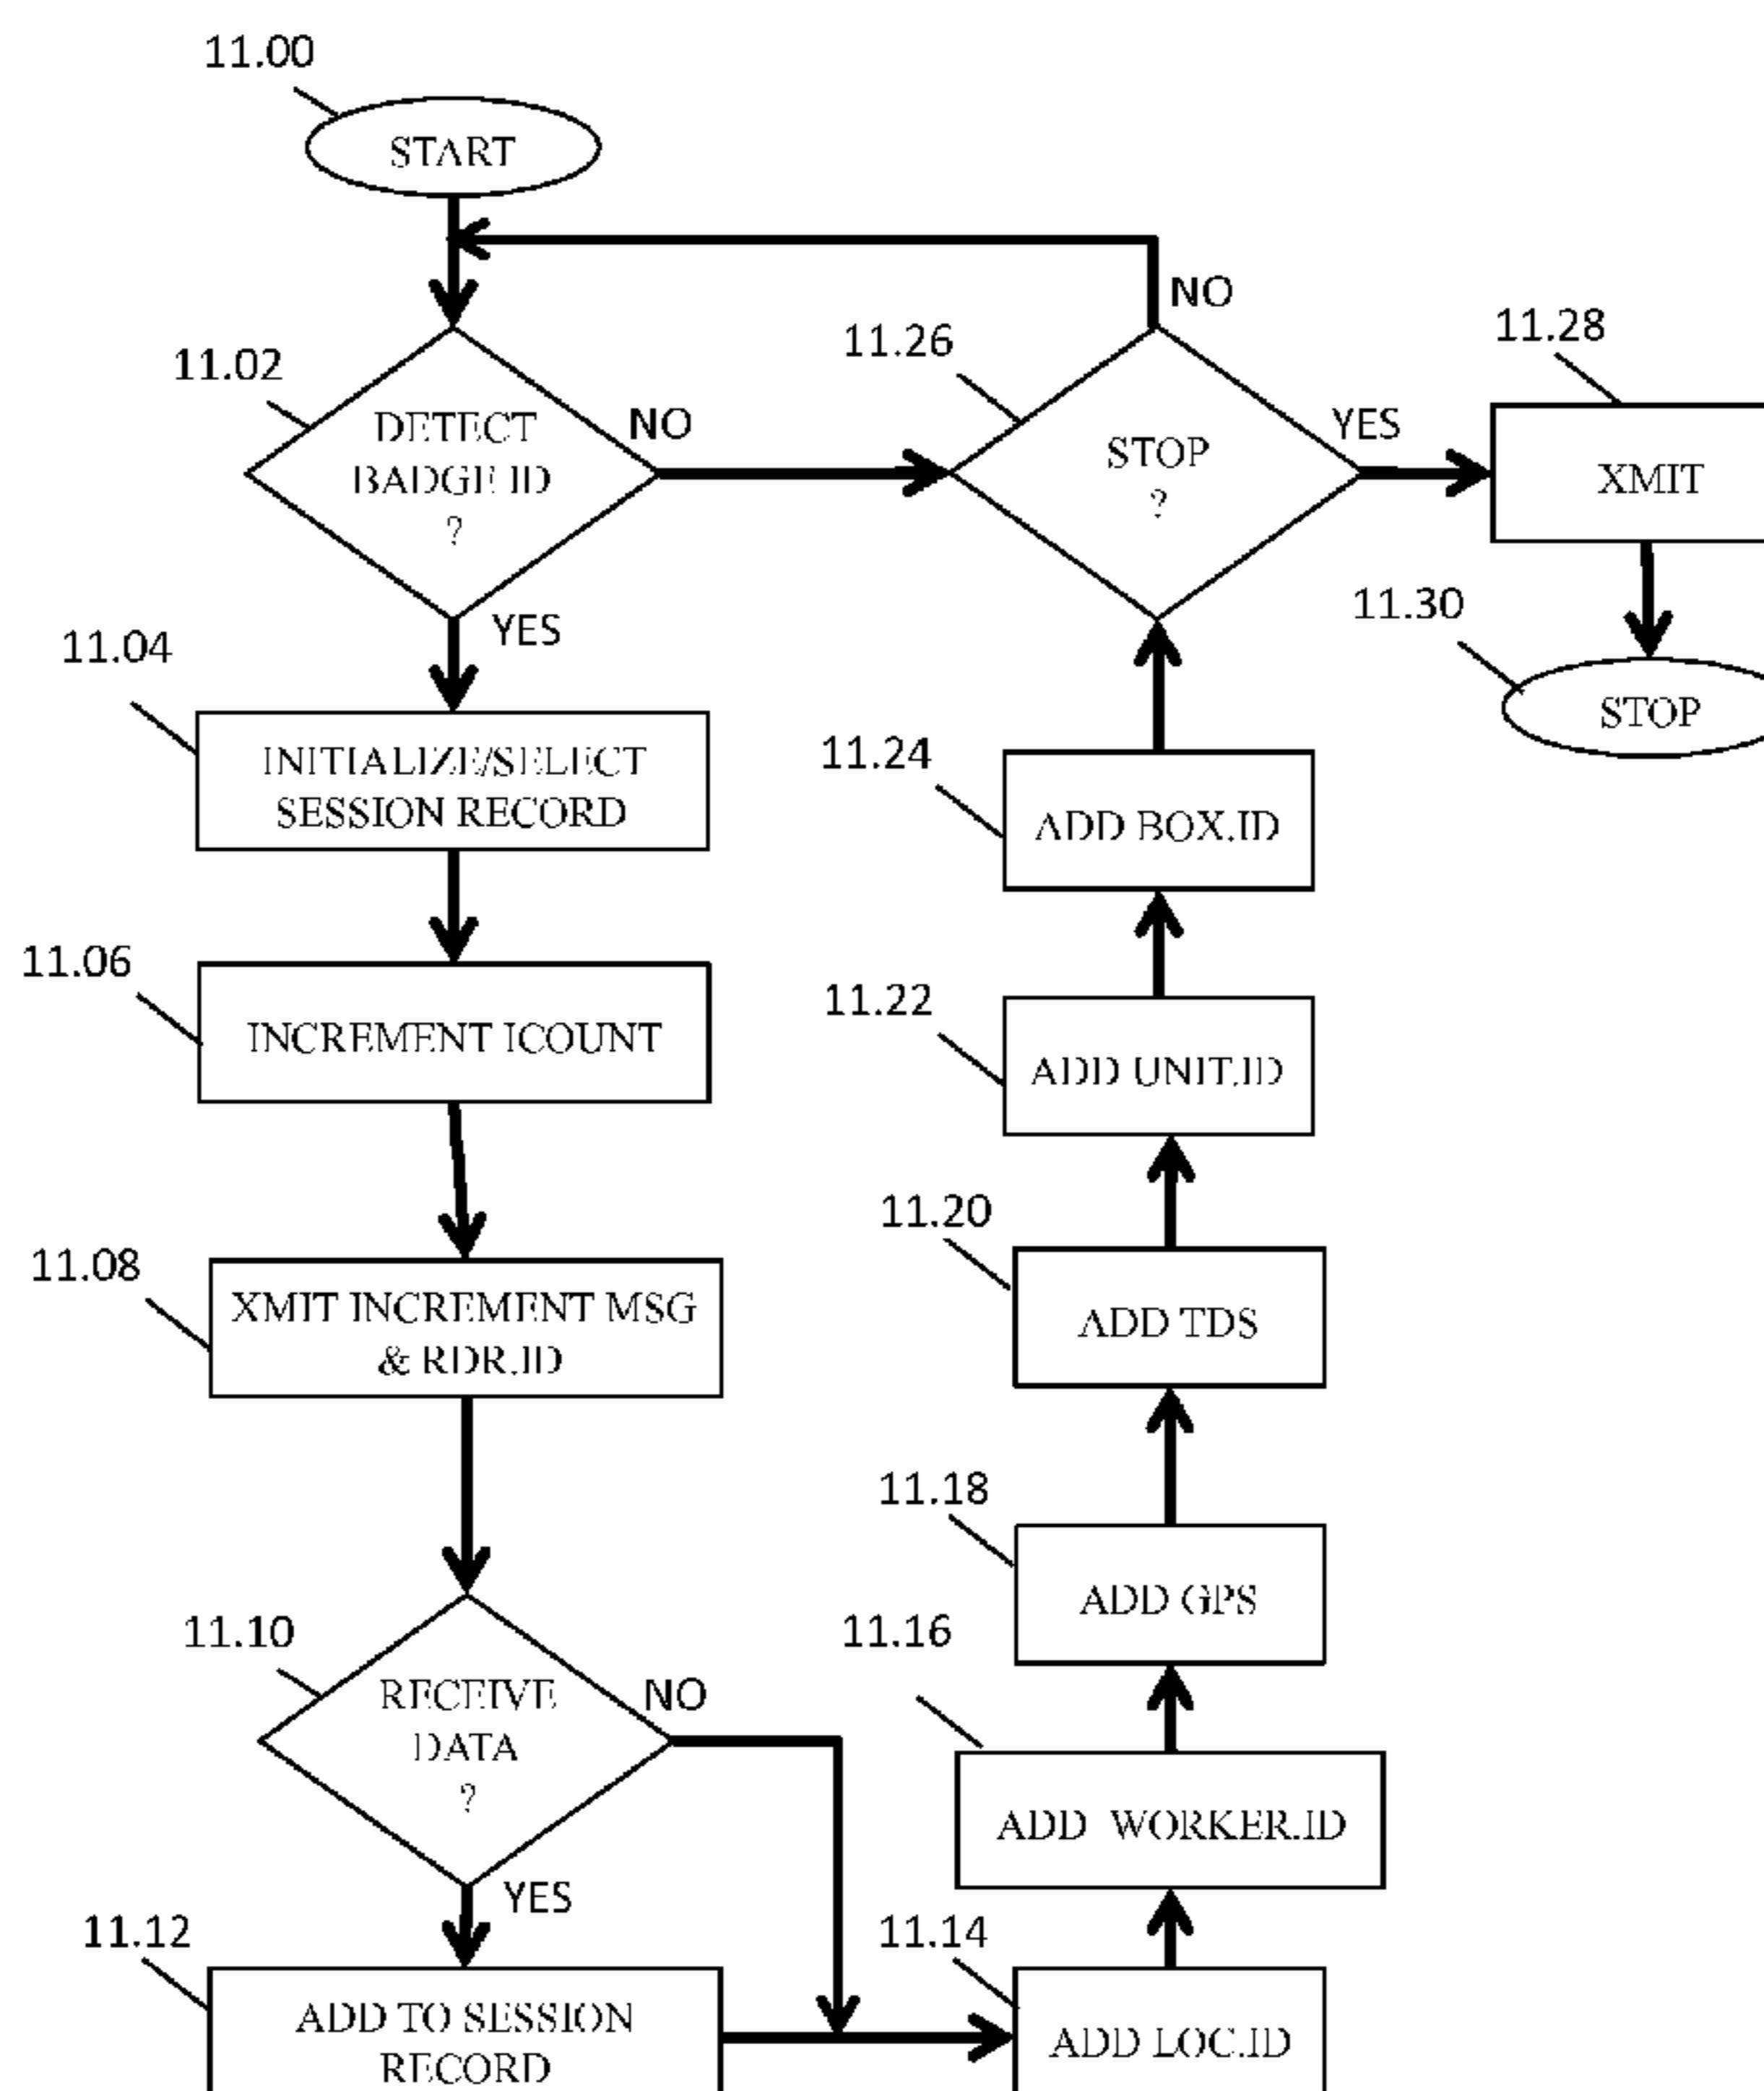 11.00
START
11.02
DETECT
BADGE ID
?
NO
YES
11.04
INITIALIZE/SELECT
SESSION RECORD
11.06
INCREMENT ICOUNT
11.08
XMIT INCREMENT MSG
& RDR.ID
11.10
RECEIVE
DATA
?
NO
YES
11.12
ADD TO SESSION
RECORD
11.14
ADD LOC.ID
11.16
ADD WORKER.ID
11.18
ADD GPS
11.20
ADD TDS
11.22
ADD UNIT.ID
11.24
ADD BOX.ID
11.26
STOP
?
NO
YES
11.28
XMIT
11.30
STOP